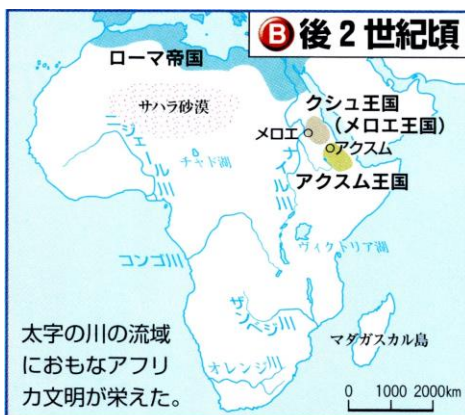 B 後2世紀頃
ローマ帝国
サハラ砂漠
クシュ王国
(メロエ王国)
メロエ
アクスム
アクスム王国
ニジェール川
チャド湖
ナイル川
コンゴ川
ヴィクトリア湖
ザンベジ川
マダガスカル島
オレンジ川
太字の川の流域
におもなアフリ
カ文明が栄えた。
0 1000 2000km